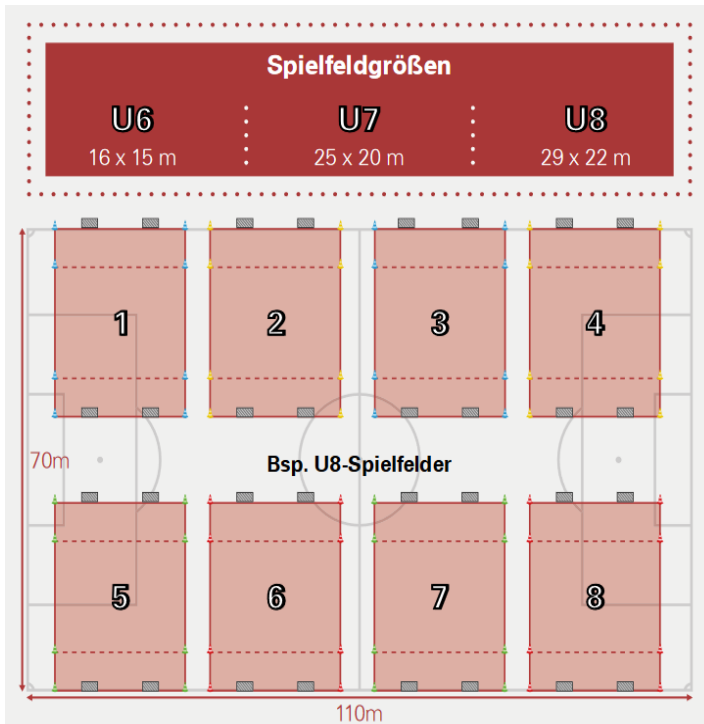 Spielfeldgrößen
U6 U7 U8
16 x 15 m 25 x 20 m 29 x 22 m
1 2 3 4
70m
Bsp. U8-Spielfelder
5 6 7 8
110m